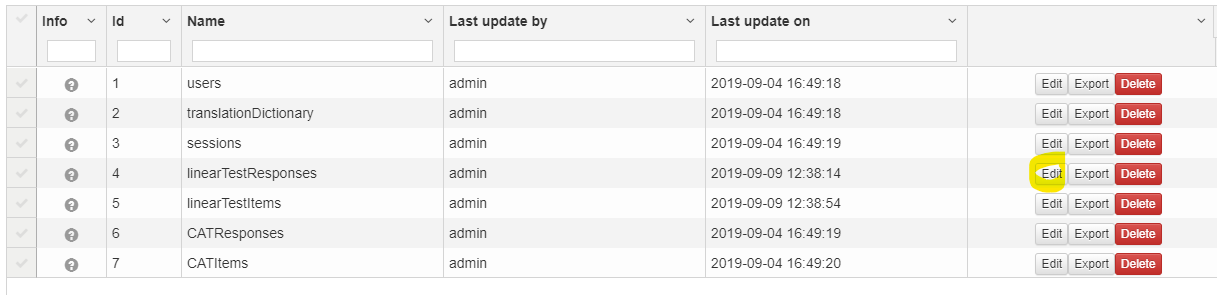 Info Id Name Last update by Last update on
1 users admin 2019-09-04 16:49:18 Edit Export Delete
2 translationDictionary admin 2019-09-04 16:49:18 Edit Export Delete
3 sessions admin 2019-09-04 16:49:19 Edit Export Delete
4 linearTestResponses admin 2019-09-09 12:38:14 Edit Export Delete
5 linearTestItems admin 2019-09-09 12:38:54 Edit Export Delete
6 CATResponses admin 2019-09-04 16:49:19 Edit Export Delete
7 CATItems admin 2019-09-04 16:49:20 Edit Export Delete